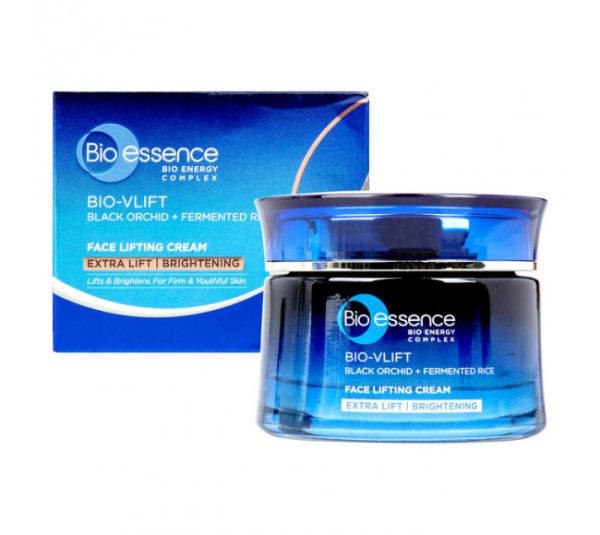 Bio essence
BIO ENERGY
COMPLEX
BIO-VLIFT
BLACK ORCHID + FERMENTED
FACE LIFTING CREAM
EXTRA LIFT | BRIGHTENING
Lifts & Brightens For Firm & Youthful Skin
Bio essence
BIO ENERGY
COMPLEX
BIO-VLIFT
BLACK ORCHID + FERMENTED RICE
FACE LIFTING CREAM
EXTRA LIFT | BRIGHTENING